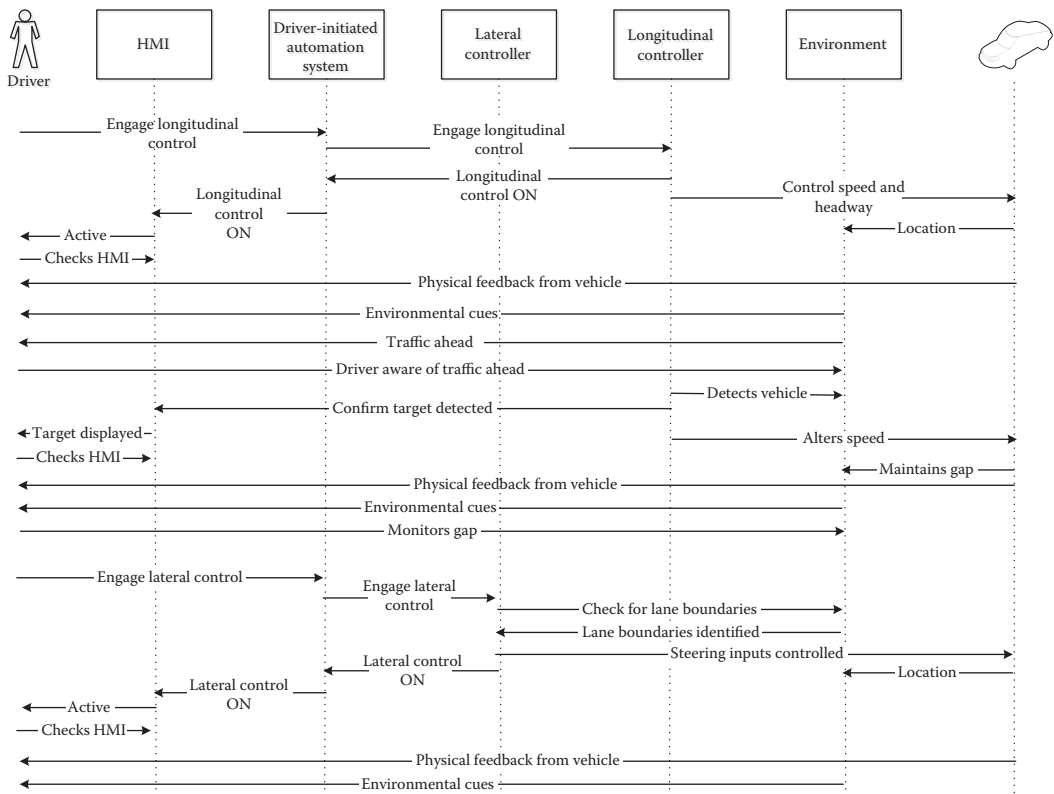 Driver
HMI
Driver-initiated
automation
system
Lateral
controller
Longitudinal
controller
Environment
Engage longitudinal
control
Engage longitudinal
control
Longitudinal
control ON
Longitudinal
control
ON
Control speed and
headway
Active
Location
Checks HMI
Physical feedback from vehicle
Environmental cues
Traffic ahead
Driver aware of traffic ahead
Detects vehicle
Confirm target detected
Target displayed
Alters speed
Checks HMI
Maintains gap
Physical feedback from vehicle
Environmental cues
Monitors gap
Engage lateral control
Engage lateral
control
Check for lane boundaries
Lane boundaries identified
Steering inputs controlled
Lateral control
ON
Location
Lateral control
ON
Active
Checks HMI
Physical feedback from vehicle
Environmental cues